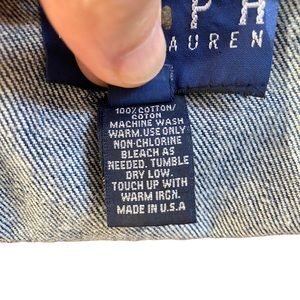 P H
AUREN
100% COTTON/
COTON
MACHINE WASH
WARM. USE ONLY
NON-CHLORINE
BLEACH AS
NEEDED. TUMBLE
DRY LOW.
TOUCH UP WITH
WARM IRON.
MADE IN U.S.A